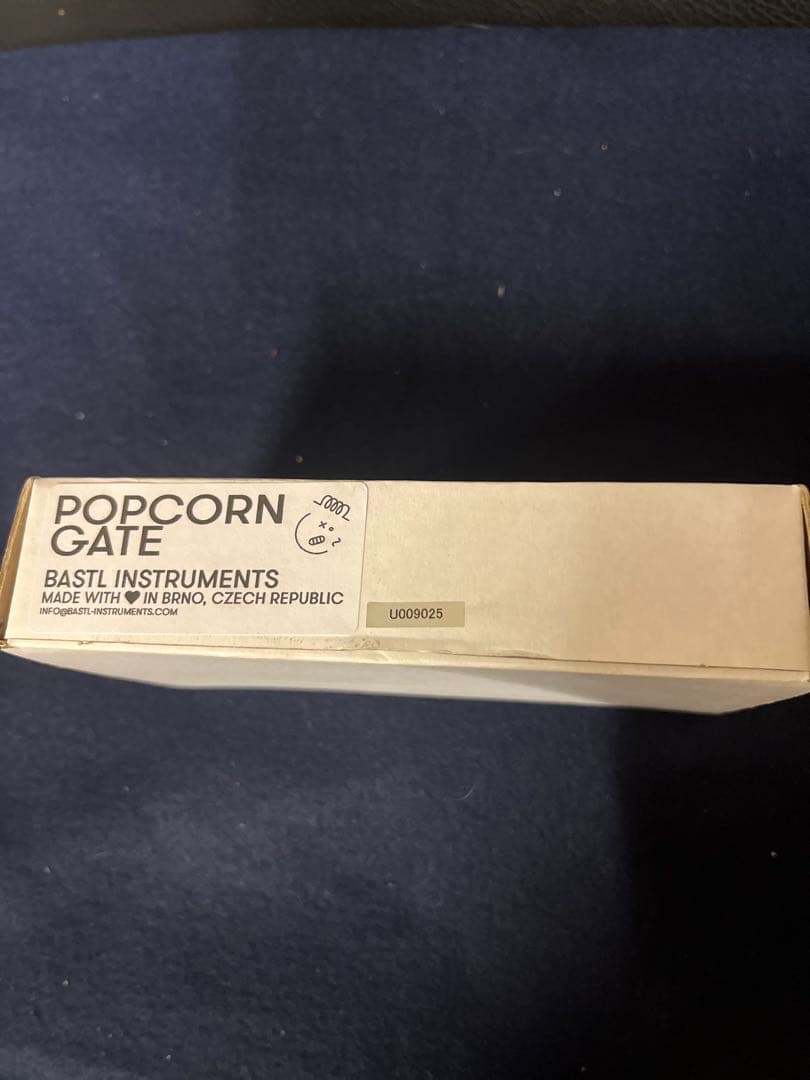 POPCORN
GATE
BASTL INSTRUMENTS
MADE WITH ♥ IN BRNO, CZECH REPUBLIC
INFO@BASTL-INSTRUMENTS.COM
U009025